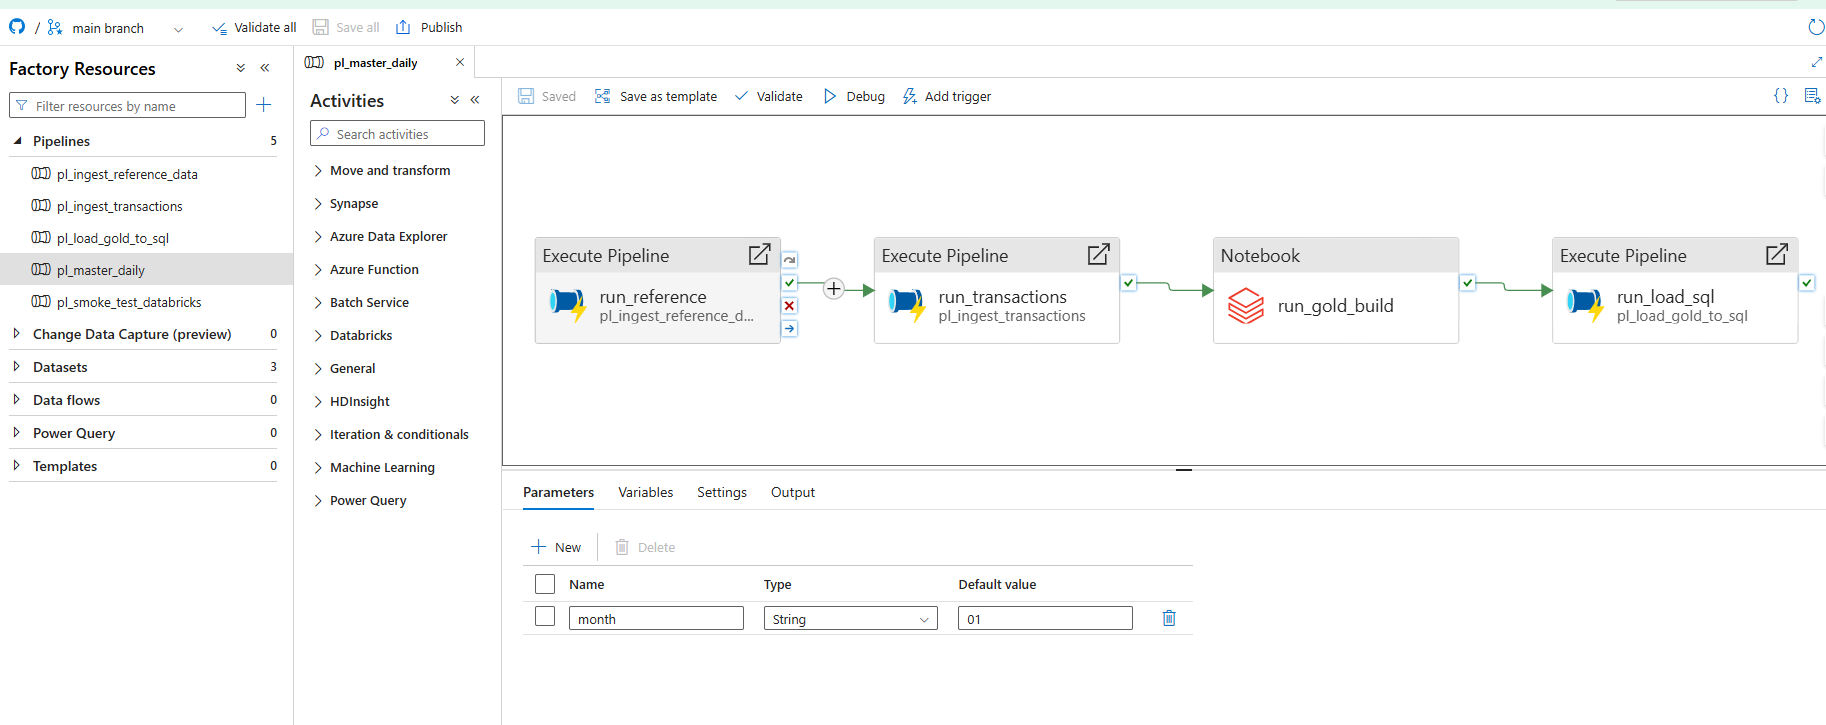 / main branch Validate all Save all Publish
Factory Resources
Filter resources by name
Pipelines 5
pl_ingest_reference_data
pl_ingest_transactions
pl_load_gold_to_sql
pl_master_daily
pl_smoke_test_databricks
Change Data Capture (preview) 0
Datasets 3
Data flows 0
Power Query 0
Templates 0
pl_master_daily
Activities
Search activities
Move and transform
Synapse
Azure Data Explorer
Azure Function
Batch Service
Databricks
General
HDInsight
Iteration & conditionals
Machine Learning
Power Query
Saved Save as template Validate Debug Add trigger {}
Execute Pipeline
run_reference
pl_ingest_reference_d...
Execute Pipeline
run_transactions
pl_ingest_transactions
Notebook
run_gold_build
Execute Pipeline
run_load_sql
pl_load_gold_to_sql
Parameters Variables Settings Output
New Delete
Name Type Default value
month String 01